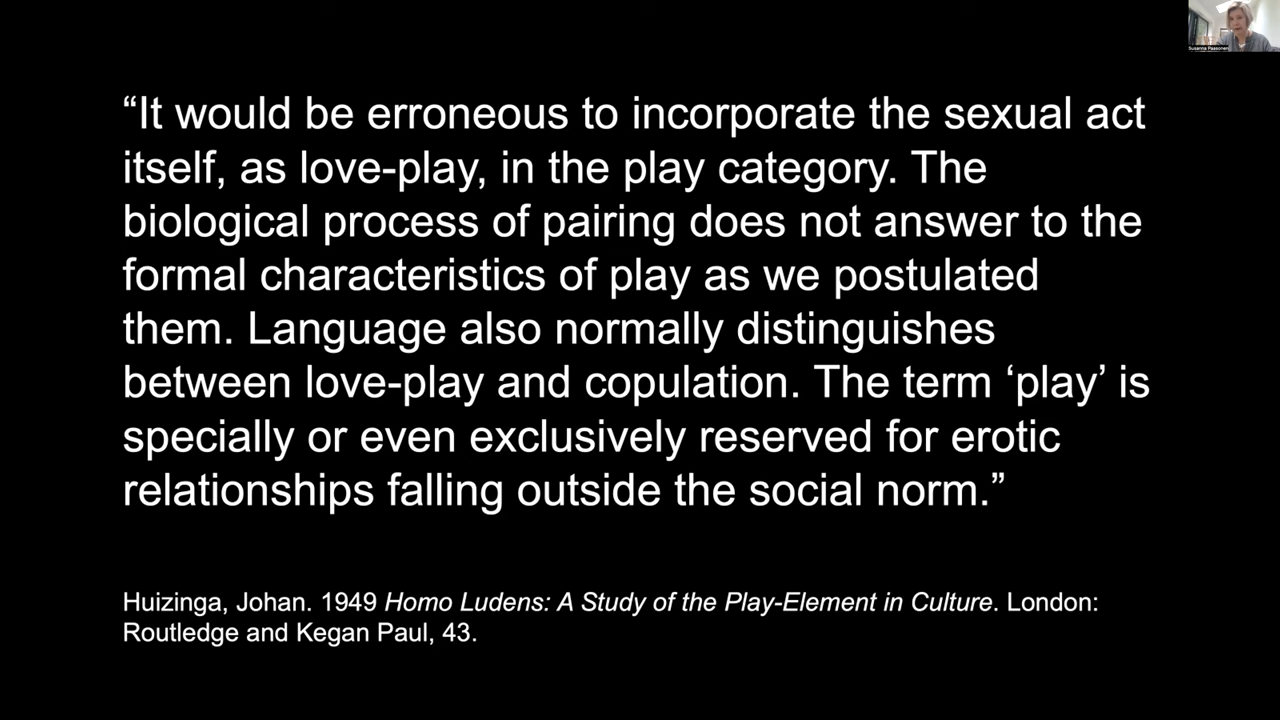 “It would be erroneous to incorporate the sexual act
itself, as love-play, in the play category. The
biological process of pairing does not answer to the
formal characteristics of play as we postulated
them. Language also normally distinguishes
between love-play and copulation. The term ‘play’ is
specially or even exclusively reserved for erotic
relationships falling outside the social norm.”
Huizinga, Johan. 1949 Homo Ludens: A Study of the Play-Element in Culture. London:
Routledge and Kegan Paul, 43.
Susanna Paasonen